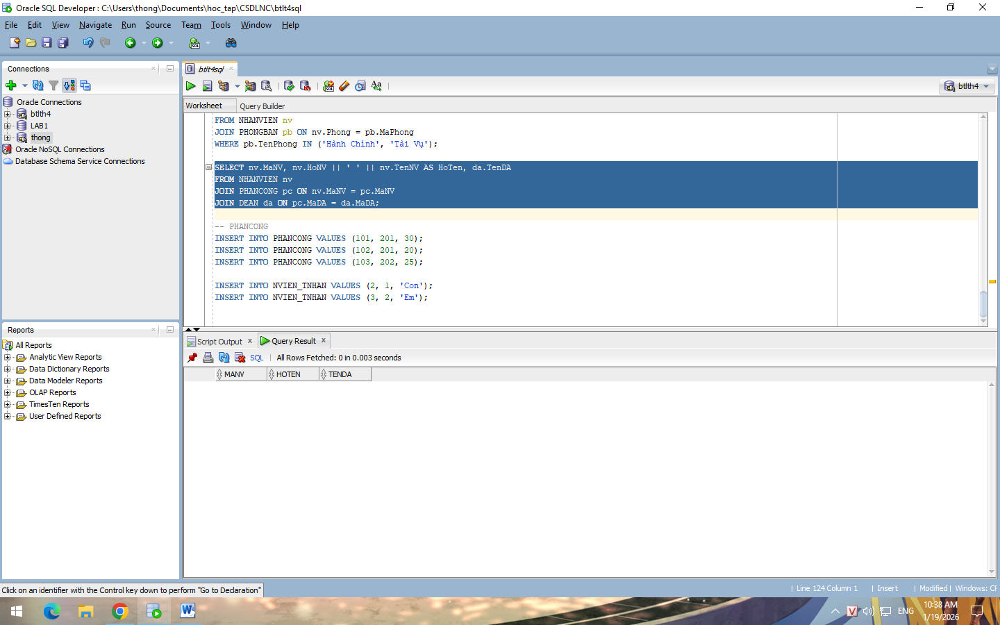 Oracle SQL Developer : C:\Users\thong\Documents\hoc_tap\CSDLNC\btlt4sql
File Edit View Navigate Run Source Team Tools Window Help
Connections
Oracle Connections
btlth4
LAB1
thong
Oracle NoSQL Connections
Database Schema Service Connections
Reports
All Reports
Analytic View Reports
Data Dictionary Reports
Data Modeler Reports
OLAP Reports
TimesTen Reports
User Defined Reports
btlt4sql
btlth4
Worksheet Query Builder
FROM NHANVIEN nv
JOIN PHONGBAN pb ON nv.Phong = pb.MaPhong
WHERE pb.TenPhong IN ('Hành Chính', 'Tài Vụ');
SELECT nv.MaNV, nv.HoNV || ' ' || nv.TenNV AS HoTen, da.TenDA
FROM NHANVIEN nv
JOIN PHANCONG pc ON nv.MaNV = pc.MaNV
JOIN DEAN da ON pc.MaDA = da.MaDA;
-- PHANCONG
INSERT INTO PHANCONG VALUES (101, 201, 30);
INSERT INTO PHANCONG VALUES (102, 201, 20);
INSERT INTO PHANCONG VALUES (103, 202, 25);
INSERT INTO NVIEN_TNHAN VALUES (2, 1, 'Con');
INSERT INTO NVIEN_TNHAN VALUES (3, 2, 'Em');
Script Output x Query Result x
SQL | All Rows Fetched: 0 in 0.003 seconds
MANV HOTEN TENDA
Click on an identifier with the Control key down to perform "Go to Declaration"
| Line 124 Column 1 | Insert | Modified | Windows: CF
ENG
10:38 AM
1/19/2026